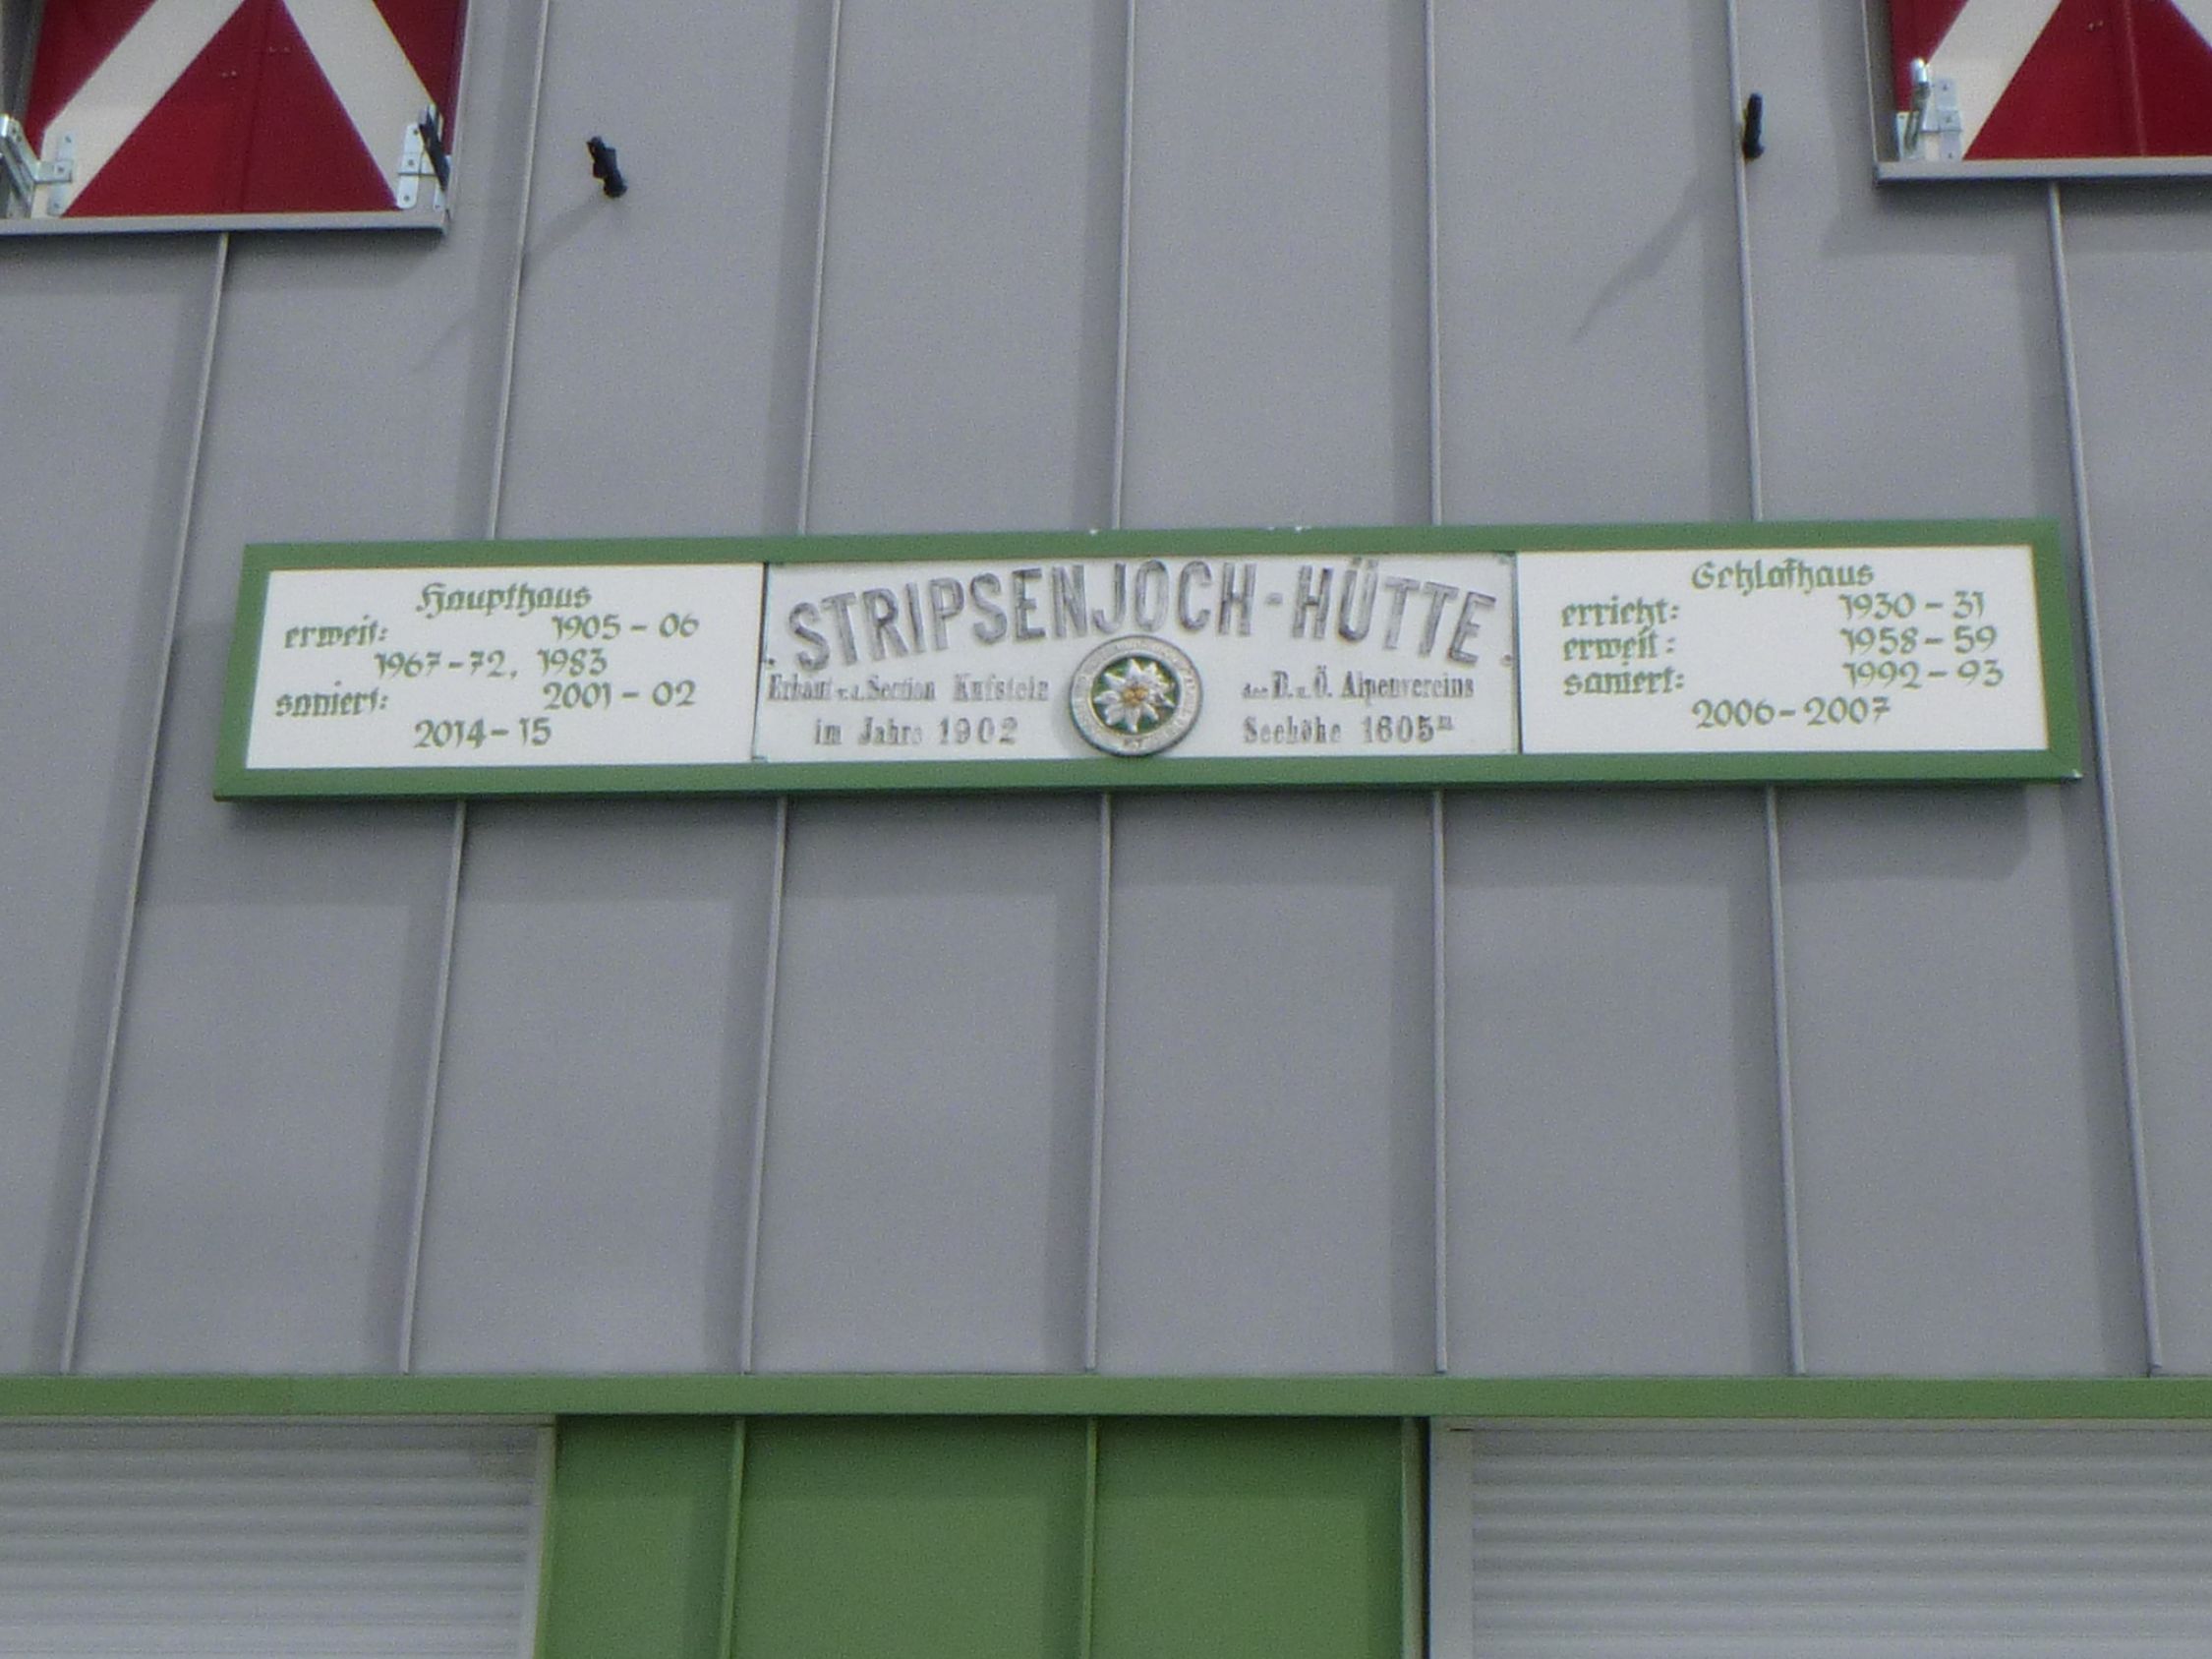 Haupthaus
erweit: 1905 - 06
1967-72, 1983
saniert: 2001 - 02
2014-15
STRIPSENJOCH-HÜTTE
Erbaut v.d. Section Kufstein des D.u.Ö. Alpenvereins
im Jahre 1902 Seehöhe 1605m
Schlafhaus
erricht: 1930 - 31
erweit: 1958 - 59
saniert: 1992 - 93
2006-2007